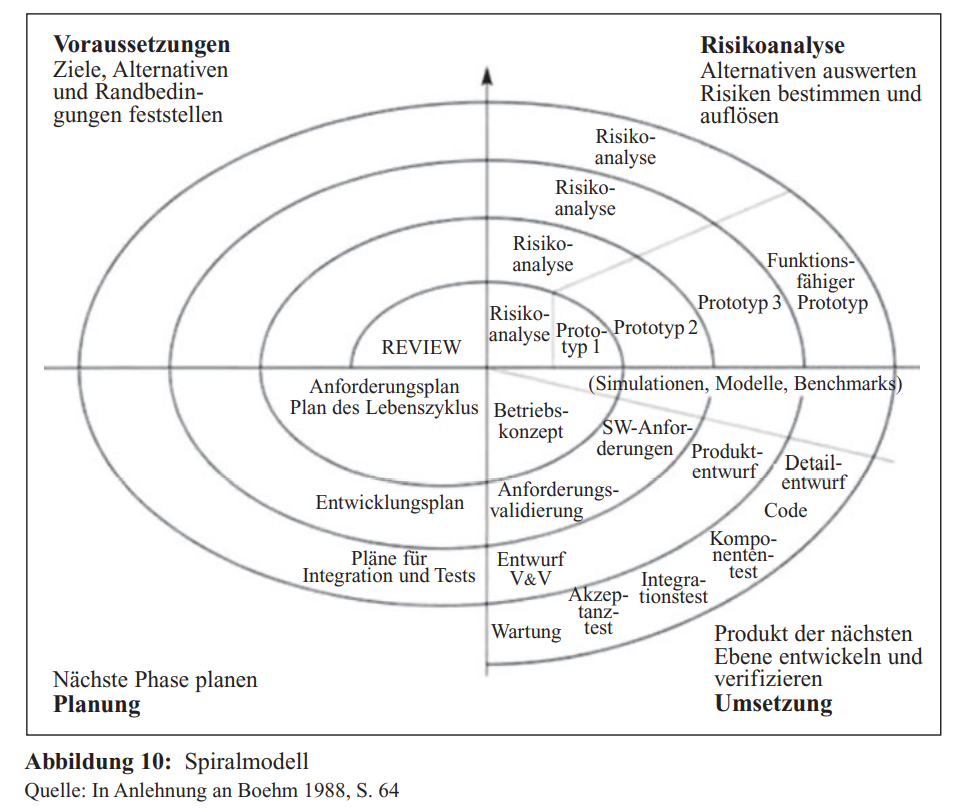 Voraussetzungen
Ziele, Alternativen
und Randbedin-
gungen feststellen
Risikoanalyse
Alternativen auswerten
Risiken bestimmen und
auflösen
Risiko-
analyse
Risiko-
analyse
Risiko-
analyse
Risiko-
analyse
Proto-
typ 1
Prototyp 2
Prototyp 3
Funktions-
fähiger
Prototyp
REVIEW
(Simulationen, Modelle, Benchmarks)
Anforderungsplan
Plan des Lebenszyklus
Betriebs-
konzept
SW-Anfor-
derungen
Produkt-
entwurf
Detail-
entwurf
Entwicklungsplan
Anforderungs-
validierung
Code
Kompo-
nenten-
test
Pläne für
Integration und Tests
Entwurf
V&V
Integra-
tionstest
Akzep-
tanz-
test
Wartung
Nächste Phase planen
Planung
Produkt der nächsten
Ebene entwickeln und
verifizieren
Umsetzung
Abbildung 10: Spiralmodell
Quelle: In Anlehnung an Boehm 1988, S. 64